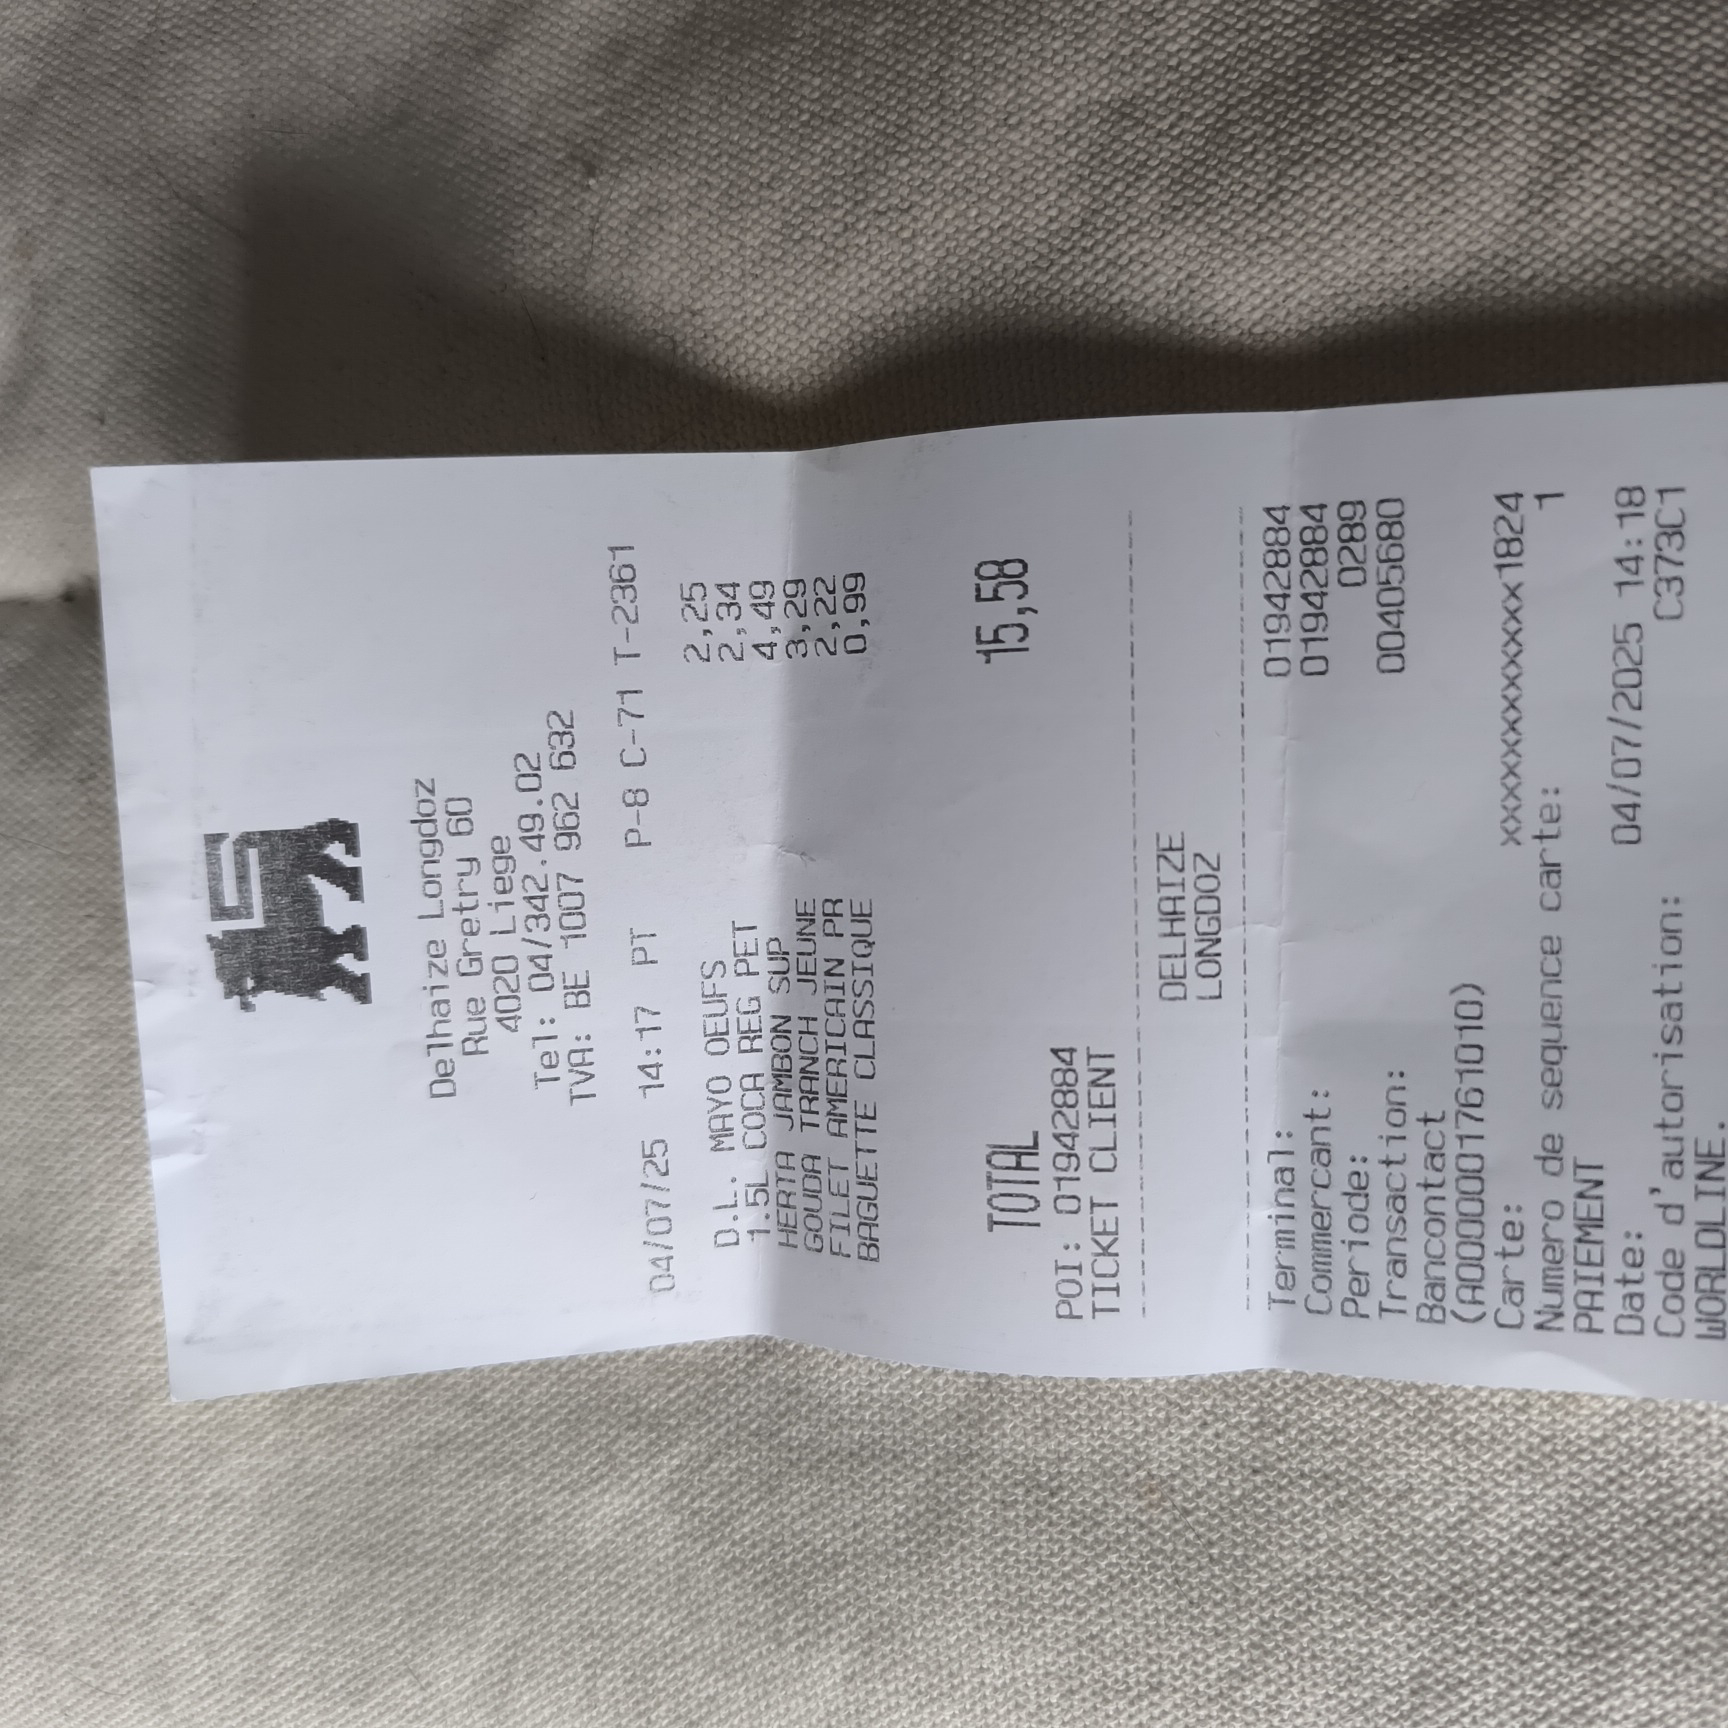 Delhaize Longdoz
Rue Gretry 60
4020 Liege
Tel: 04/342.49.02
TVA: BE 1007 962 632
04/07/25 14:17 PT P-8 C-71 T-2361
D.L. MAYO OEUFS 2,25
1.5L COCA REG PET 2,34
HERTA JAMBON SUP 4,49
GOUDA TRANCH JEUNE 3,29
FILET AMERICAIN PR 2,22
BAGUETTE CLASSIQUE 0,99
TOTAL 15,58
POI: 01942884
TICKET CLIENT
DELHAIZE
LONGDOZ
Terminal: 01942884
Commercant: 01942884
Periode: 0289
Transaction: 00405680
Bancontact
(A0000001761010)
Carte: xxxxxxxxxxxxx1824
Numero de sequence carte: 1
PAIEMENT
Date: 04/07/2025 14:18
Code d'autorisation: C373C1
WORLDLINE.